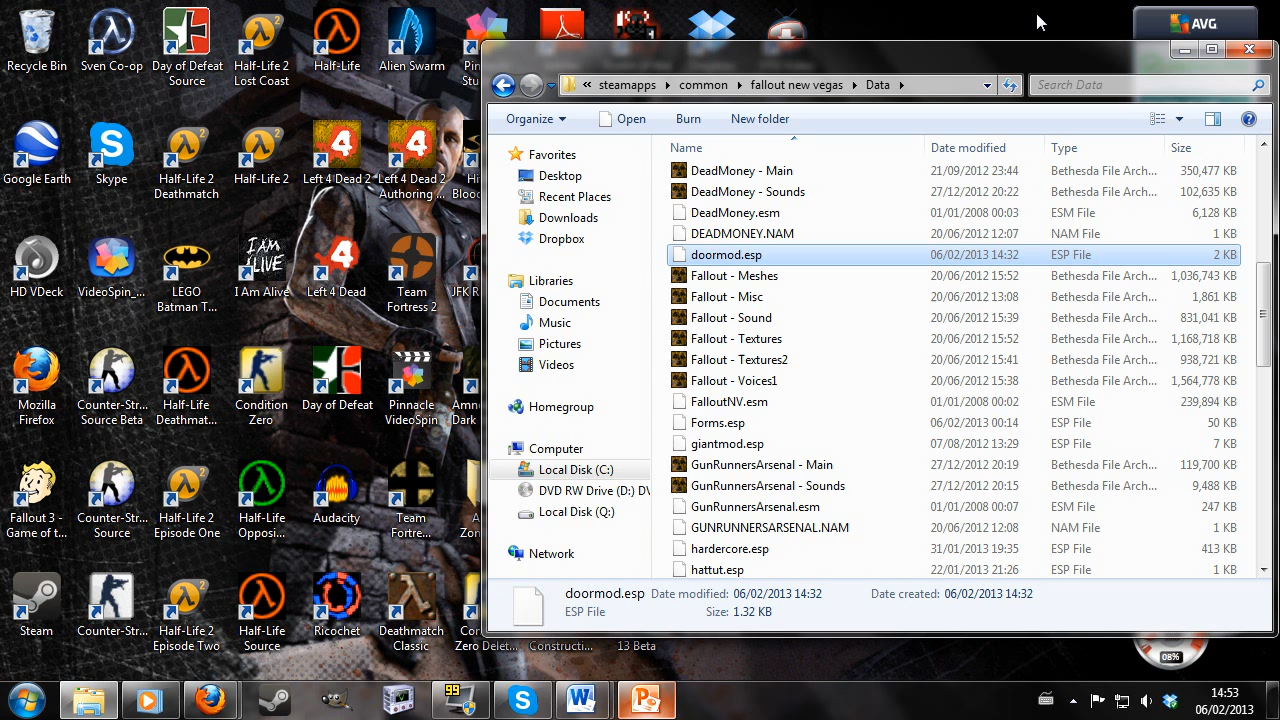 Recycle Bin
Sven Co-op
Day of Defeat
Source
Half-Life 2
Lost Coast
Half-Life
Alien Swarm
Pin
Stu
AVG
Google Earth
Skype
Half-Life 2
Deathmatch
Half-Life 2
Left 4 Dead 2
Left 4 Dead 2
Authoring ...
Hi
Blood
HD VDeck
VideoSpin_...
LEGO
Batman T...
I AM
ALIVE
I Am Alive
Left 4 Dead
Team
Fortress 2
JFK R
Mozilla
Firefox
Counter-Str...
Source Beta
Half-Life
Deathmat...
Condition
Zero
Day of Defeat
Pinnacle
VideoSpin
Amn
Dark
Fallout 3 -
Game of t...
Counter-Str...
Source
Half-Life 2
Episode One
Half-Life
Opposi...
Audacity
Team
Fortre...
A
Zon
Steam
Counter-Str...
Half-Life 2
Episode Two
Half-Life
Source
Ricochet
Deathmatch
Classic
Con
Zero Delet...
Constructi...
13 Beta
« steamapps common fallout new vegas Data
Search Data
Organize Open Burn New folder
Favorites
Desktop
Recent Places
Downloads
Dropbox
Libraries
Documents
Music
Pictures
Videos
Homegroup
Computer
Local Disk (C:)
DVD RW Drive (D:) DV
Local Disk (Q:)
Network
Name Date modified Type Size
DeadMoney - Main 21/03/2012 23:44 Bethesda File Arch... 350,477 KB
DeadMoney - Sounds 27/12/2012 20:22 Bethesda File Arch... 102,635 KB
DeadMoney.esm 01/01/2008 00:03 ESM File 6,128 KB
DEADMONEY.NAM 20/06/2012 12:07 NAM File 1 KB
doormod.esp 06/02/2013 14:32 ESP File 2 KB
Fallout - Meshes 20/06/2012 15:52 Bethesda File Arch... 1,036,743 KB
Fallout - Misc 20/06/2012 13:08 Bethesda File Arch... 1,861 KB
Fallout - Sound 20/06/2012 15:39 Bethesda File Arch... 831,041 KB
Fallout - Textures 20/06/2012 15:52 Bethesda File Arch... 1,168,718 KB
Fallout - Textures2 20/06/2012 15:41 Bethesda File Arch... 938,721 KB
Fallout - Voices1 20/06/2012 15:38 Bethesda File Arch... 1,564,778 KB
FalloutNV.esm 01/01/2008 00:02 ESM File 239,894 KB
Forms.esp 06/02/2013 00:14 ESP File 50 KB
giantmod.esp 07/06/2012 13:29 ESP File 7 KB
GunRunnersArsenal - Main 27/12/2012 20:19 Bethesda File Arch... 119,700 KB
GunRunnersArsenal - Sounds 27/12/2012 20:15 Bethesda File Arch... 9,488 KB
GunRunnersArsenal.esm 01/01/2008 00:07 ESM File 247 KB
GUNRUNNERSARSENAL.NAM 20/06/2012 12:08 NAM File 1 KB
hardercore.esp 31/01/2013 19:35 ESP File 413 KB
hattut.esp 22/01/2013 21:26 ESP File 1 KB
doormod.esp Date modified: 06/02/2013 14:32 Date created: 06/02/2013 14:32
ESP File Size: 1.32 KB
08%
99
14:53
06/02/2013